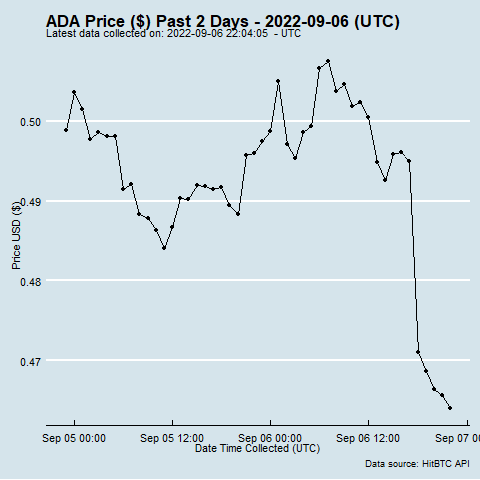 ADA Price ($) Past 2 Days - 2022-09-06 (UTC)
Latest data collected on: 2022-09-06 22:04:05 - UTC
Price USD ($)
0.50
0.49
0.48
0.47
Sep 05 00:00 Sep 05 12:00 Sep 06 00:00 Sep 06 12:00 Sep 07 0
Date Time Collected (UTC)
Data source: HitBTC API